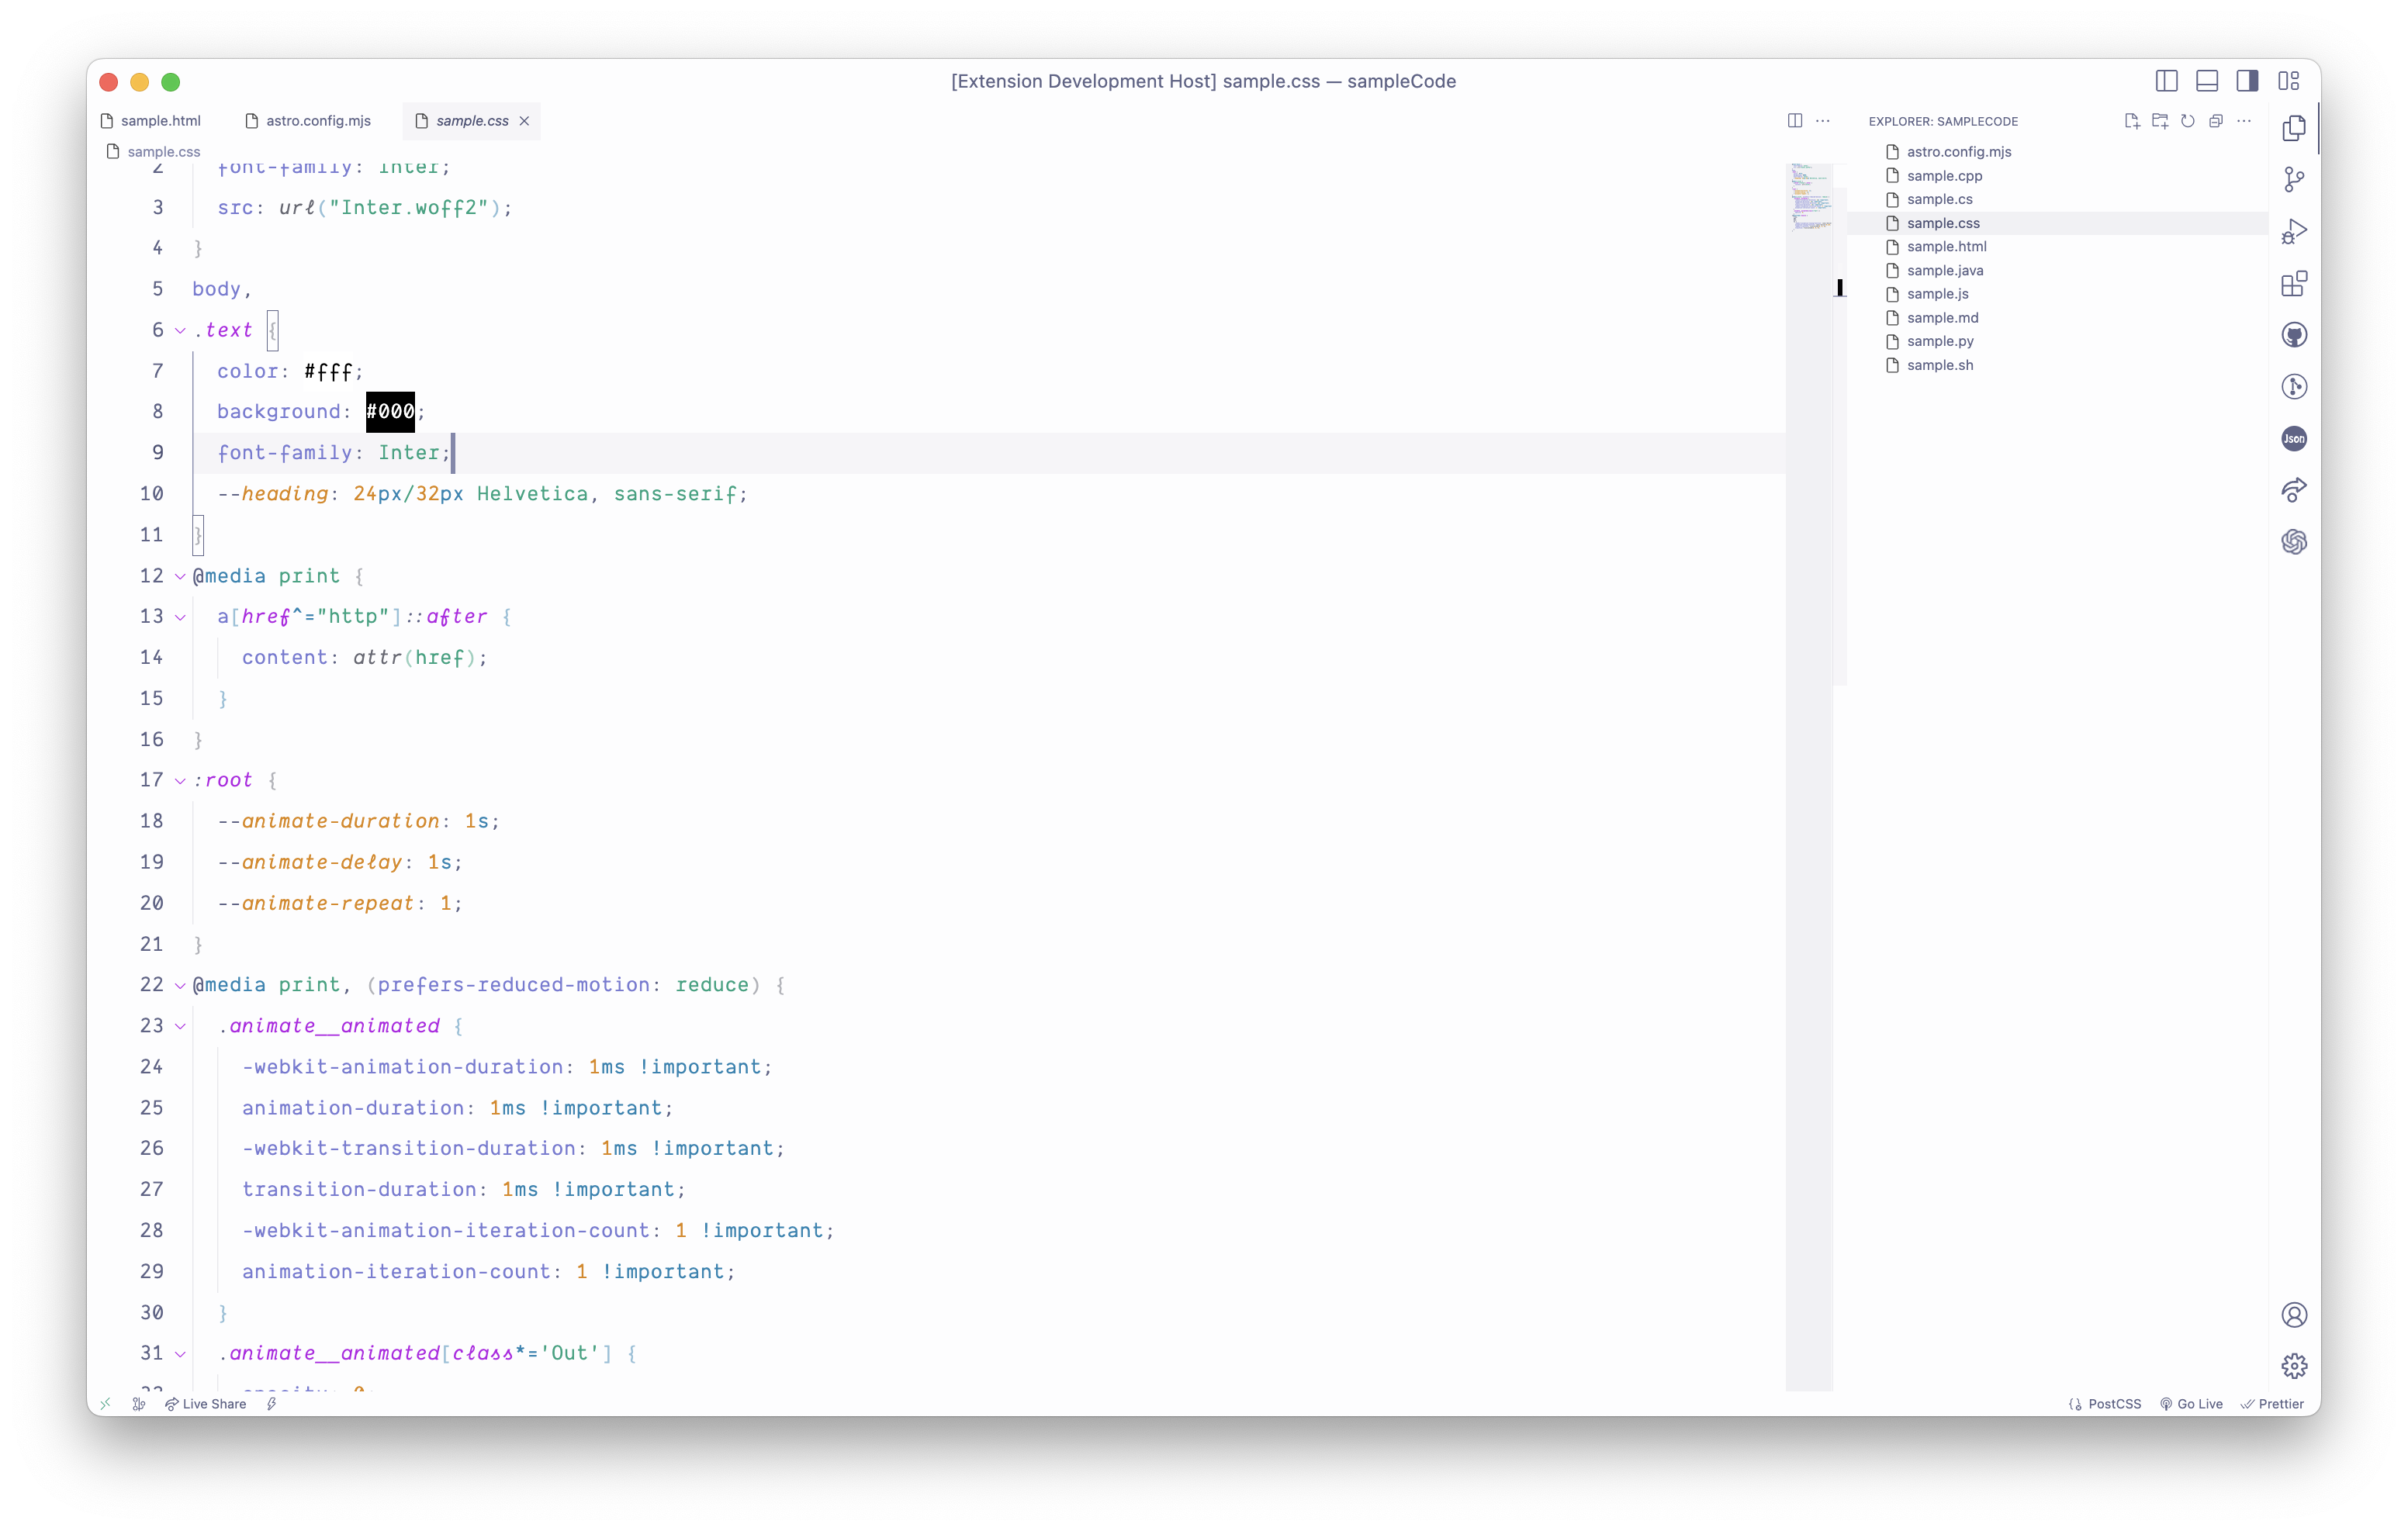 [Extension Development Host] sample.css — sampleCode
sample.html
astro.config.mjs
sample.css
sample.css
2 font-family: Inter;
3 src: url("Inter.woff2");
4 }
5 body,
6 .text {
7 color: #fff;
8 background: #000;
9 font-family: Inter;
10 --heading: 24px/32px Helvetica, sans-serif;
11 }
12 @media print {
13 a[href^="http"]::after {
14 content: attr(href);
15 }
16 }
17 :root {
18 --animate-duration: 1s;
19 --animate-delay: 1s;
20 --animate-repeat: 1;
21 }
22 @media print, (prefers-reduced-motion: reduce) {
23 .animate__animated {
24 -webkit-animation-duration: 1ms !important;
25 animation-duration: 1ms !important;
26 -webkit-transition-duration: 1ms !important;
27 transition-duration: 1ms !important;
28 -webkit-animation-iteration-count: 1 !important;
29 animation-iteration-count: 1 !important;
30 }
31 .animate__animated[class*='Out'] {
EXPLORER: SAMPLECODE
astro.config.mjs
sample.cpp
sample.cs
sample.css
sample.html
sample.java
sample.js
sample.md
sample.py
sample.sh
Json
Live Share
PostCSS
Go Live
Prettier